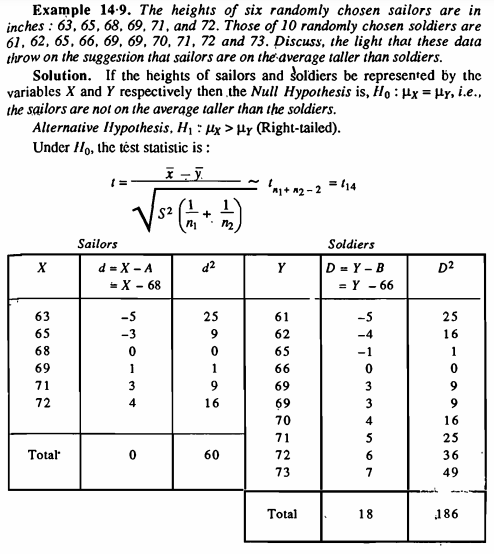 Example 14·9. The heights of six randomly chosen sailors are in
inches : 63, 65, 68, 69, 71, and 72. Those of 10 randomly chosen soldiers are
61, 62, 65, 66, 69, 69, 70, 71, 72 and 73. Discuss, the light that these data
throw on the suggestion that sailors are on the average taller than soldiers.
Solution. If the heights of sailors and soldiers be represented by the
variables X and Y respectively then the Null Hypothesis is, H₀ : μX = μY, i.e.,
the sailors are not on the average taller than the soldiers.
Alternative Hypothesis, H₁ : μX > μY (Right-tailed).
Under H₀, the test statistic is :
t = (x̄ − ȳ) / √(S² (1/n₁ + 1/n₂)) ~ t n₁ + n₂ − 2 = t₁₄
Sailors Soldiers
X d = X − A d² Y D = Y − B D²
= X − 68 = Y − 66
63 −5 25 61 −5 25
65 −3 9 62 −4 16
68 0 0 65 −1 1
69 1 1 66 0 0
71 3 9 69 3 9
72 4 16 69 3 9
70 4 16
71 5 25
Total 0 60 72 6 36
73 7 49
Total 18 186